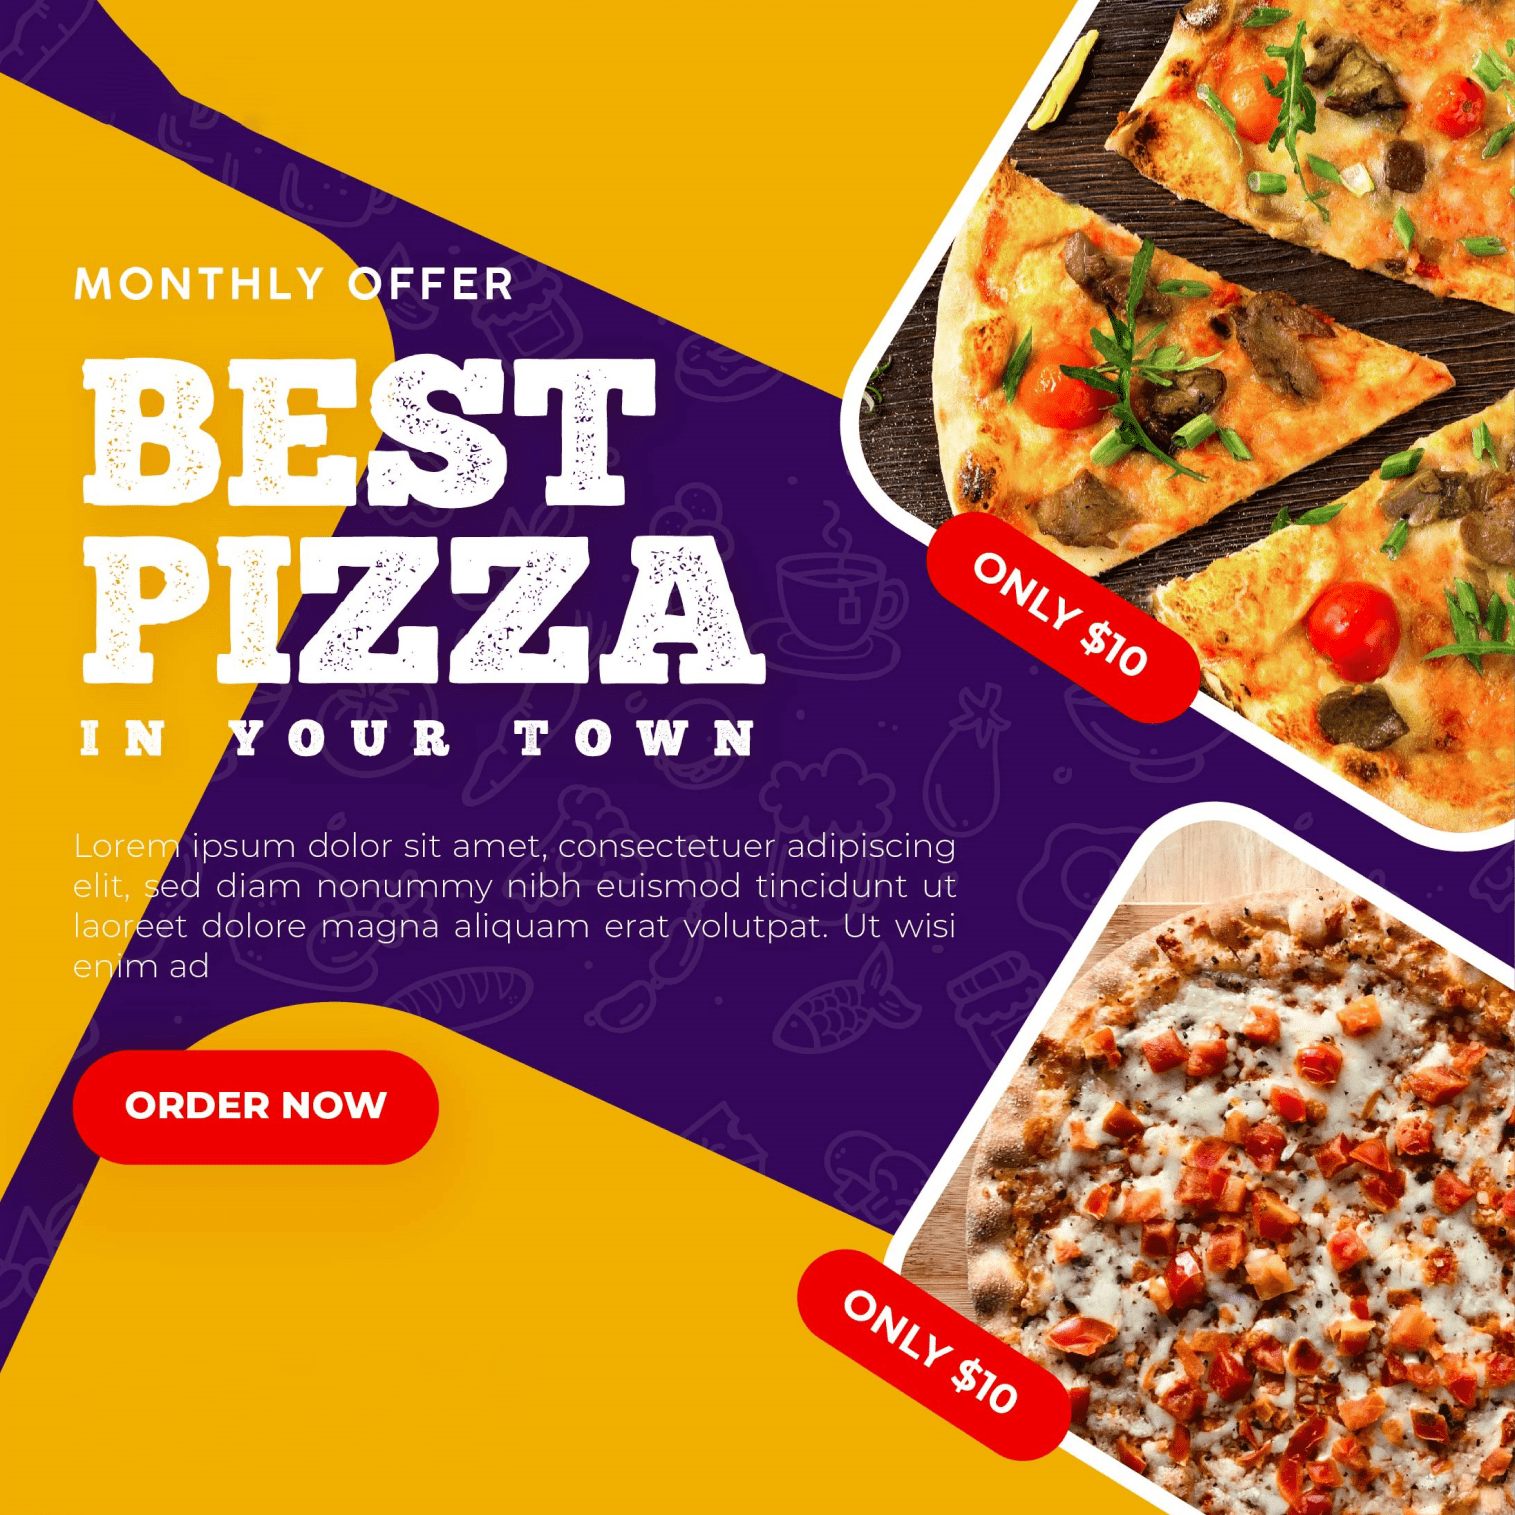 MONTHLY OFFER
BEST
PIZZA
IN YOUR TOWN
Lorem ipsum dolor sit amet, consectetuer adipiscing
elit, sed diam nonummy nibh euismod tincidunt ut
laoreet dolore magna aliquam erat volutpat. Ut wisi
enim ad
ORDER NOW
ONLY $10
ONLY $10